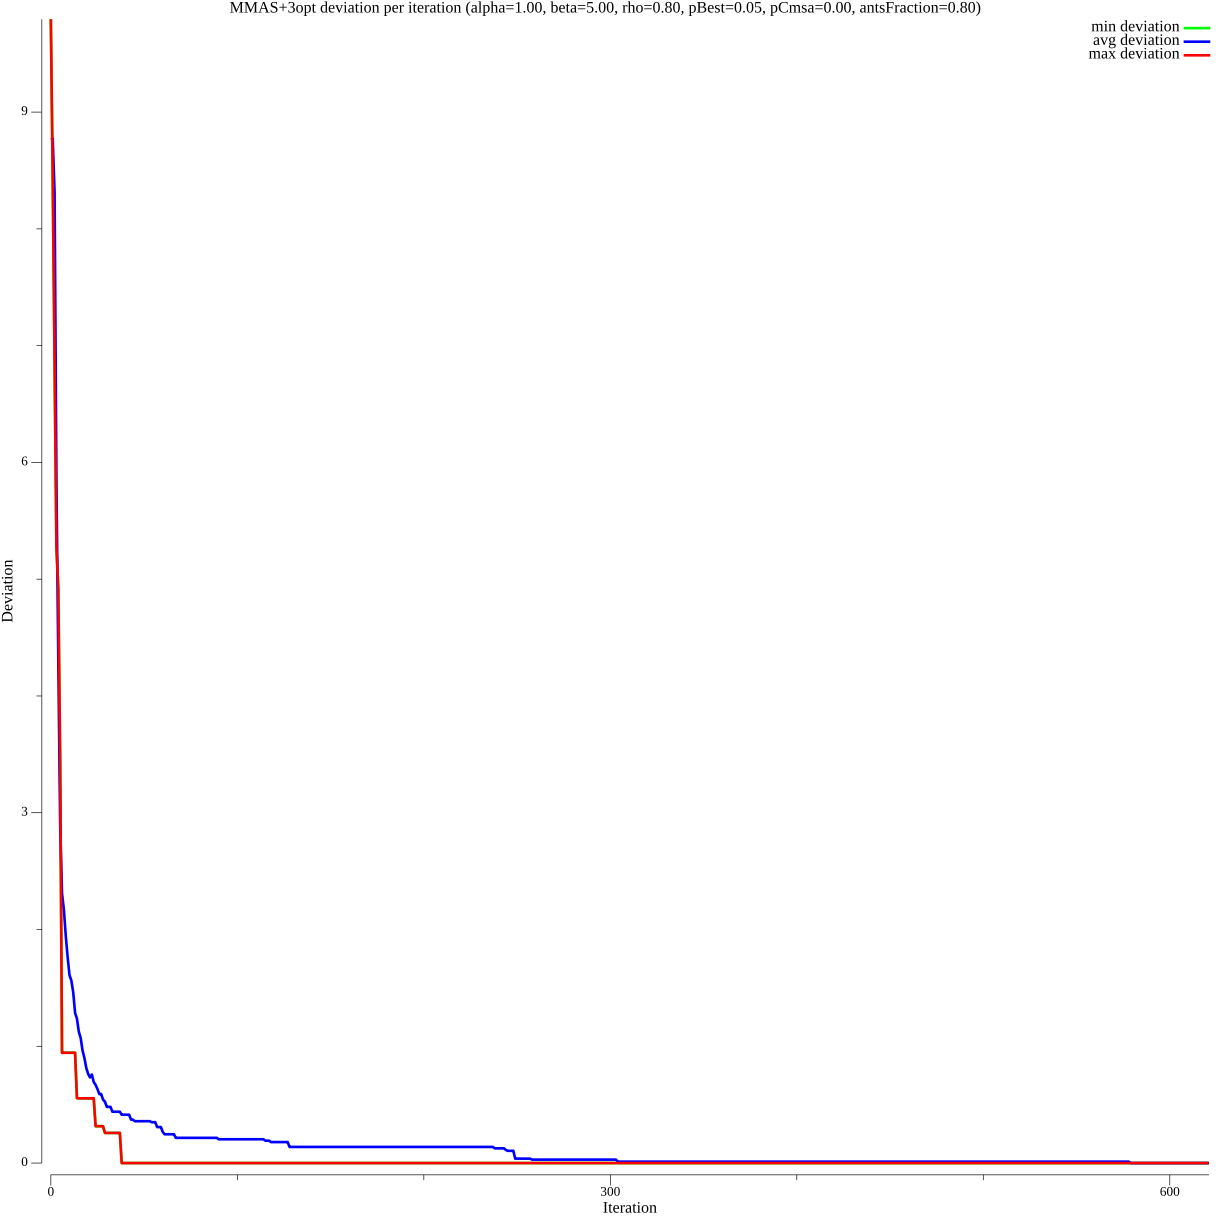 MMAS+3opt deviation per iteration (alpha=1.00, beta=5.00, rho=0.80, pBest=0.05, pCmsa=0.00, antsFraction=0.80)
min deviation
avg deviation
max deviation
9
6
3
0
Deviation
0 300 600
Iteration